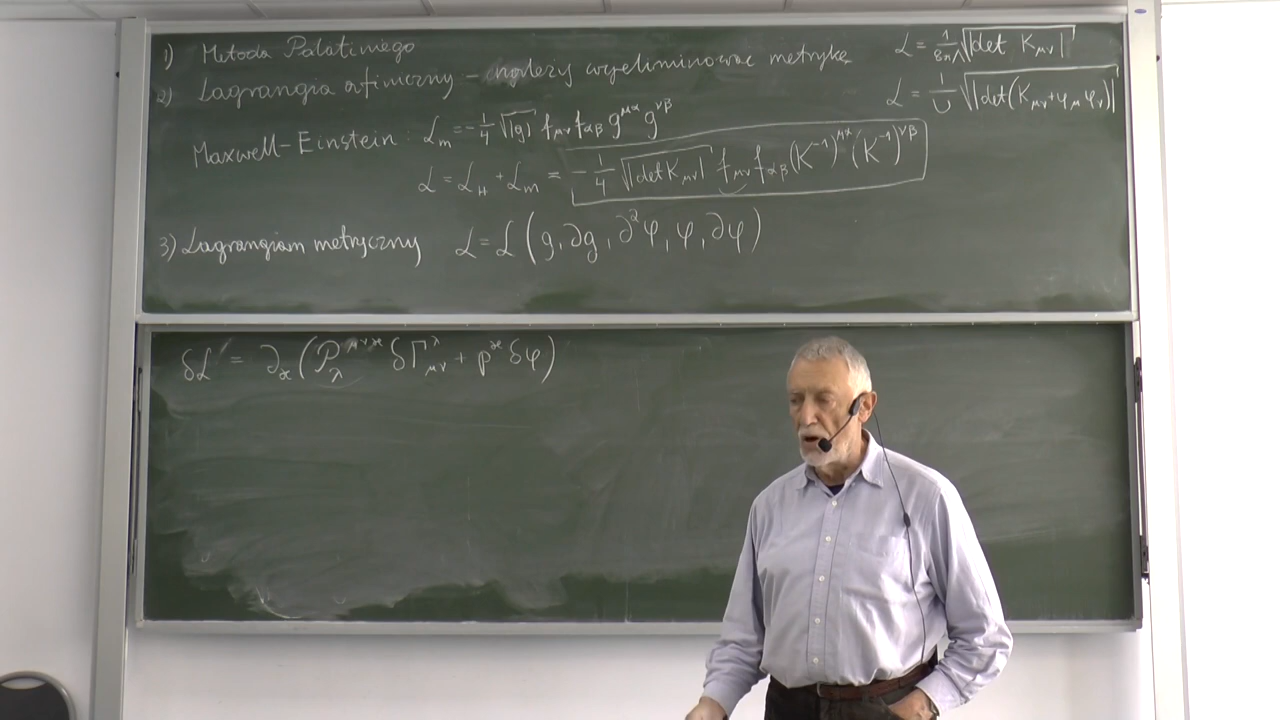 1) Metoda Palatiniego
2) Lagrangian afiniczny – należy wyeliminować metrykę
L = 1/(8πΛ) √|det K_μν|
L = 1/U √|det(K_μν + φ_μ φ_ν)|
Maxwell–Einstein: L_m = -1/4 √|g| f_μν f_αβ g^μα g^νβ
L = L_H + L_m = -1/4 √|det K_μν| f_μν f_αβ (K^-1)^μα (K^-1)^νβ
3) Lagrangian metryczny L = L(g, ∂g, ∂²φ, φ, ∂φ)
δL = ∂_ϰ (P_λ^μνϰ δΓ^λ_μν + p^ϰ δφ)